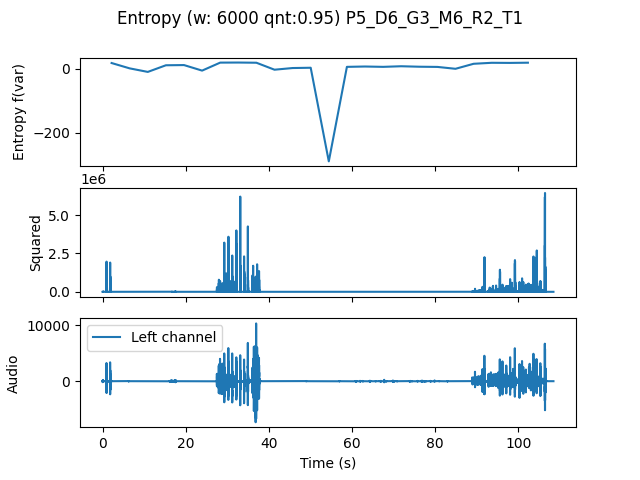 Entropy (w: 6000 qnt:0.95) P5_D6_G3_M6_R2_T1
0
−200
Entropy f(var)
1e6
5.0
2.5
0.0
Squared
10000
0
Audio
Left channel
0 20 40 60 80 100
Time (s)